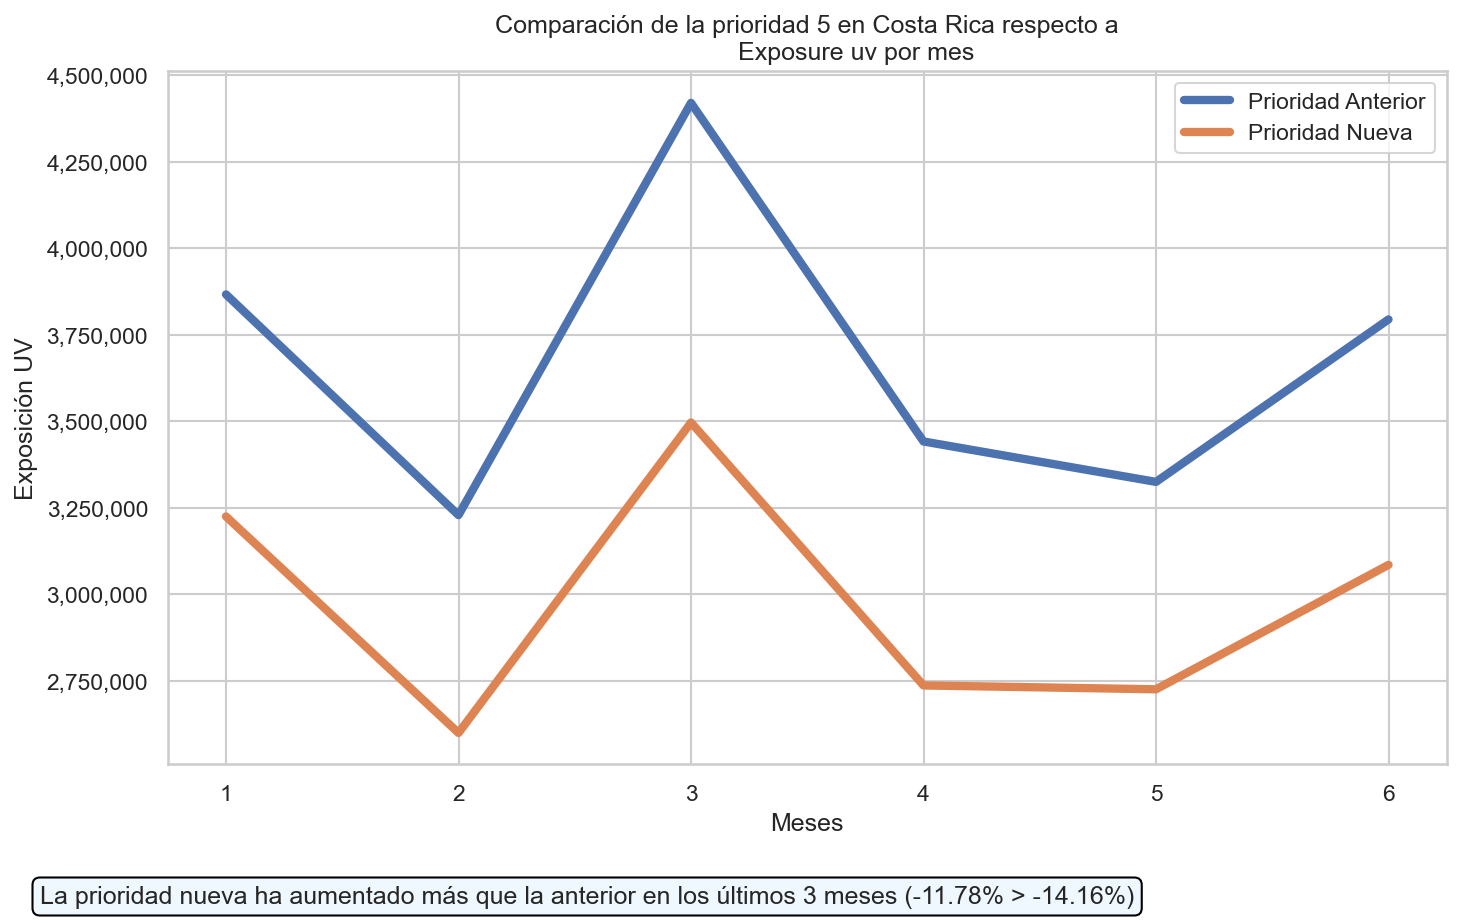 Comparación de la prioridad 5 en Costa Rica respecto a
Exposure uv por mes
4,500,000
4,250,000
4,000,000
3,750,000
3,500,000
3,250,000
3,000,000
2,750,000
Exposición UV
Prioridad Anterior
Prioridad Nueva
1 2 3 4 5 6
Meses
La prioridad nueva ha aumentado más que la anterior en los últimos 3 meses (-11.78% > -14.16%)